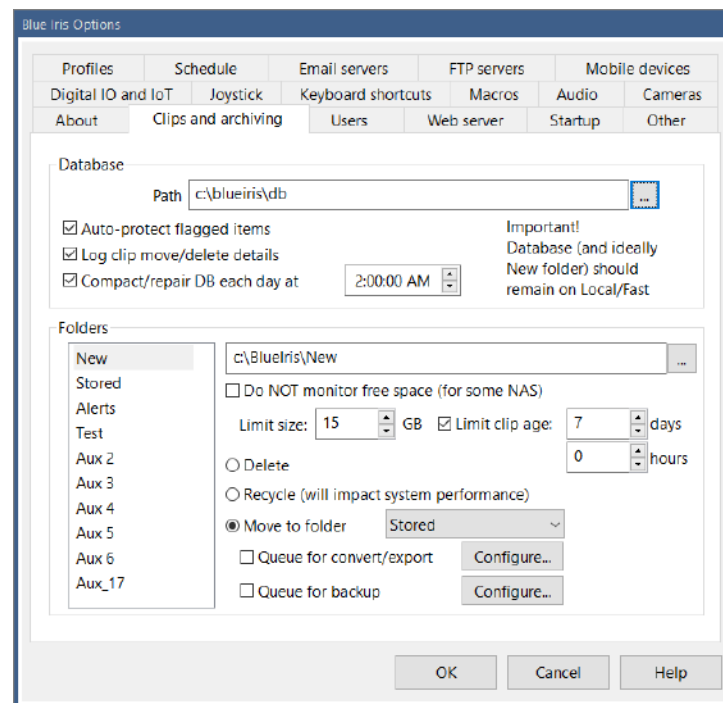 Blue Iris Options
Profiles Schedule Email servers FTP servers Mobile devices
Digital IO and IoT Joystick Keyboard shortcuts Macros Audio Cameras
About Clips and archiving Users Web server Startup Other
Database
Path c:\blueiris\db ...
Auto-protect flagged items
Log clip move/delete details
Compact/repair DB each day at 2:00:00 AM
Important!
Database (and ideally
New folder) should
remain on Local/Fast
Folders
New
Stored
Alerts
Test
Aux 2
Aux 3
Aux 4
Aux 5
Aux 6
Aux_17
c:\BlueIris\New ...
Do NOT monitor free space (for some NAS)
Limit size: 15 GB Limit clip age: 7 days
0 hours
Delete
Recycle (will impact system performance)
Move to folder Stored
Queue for convert/export Configure...
Queue for backup Configure...
OK Cancel Help